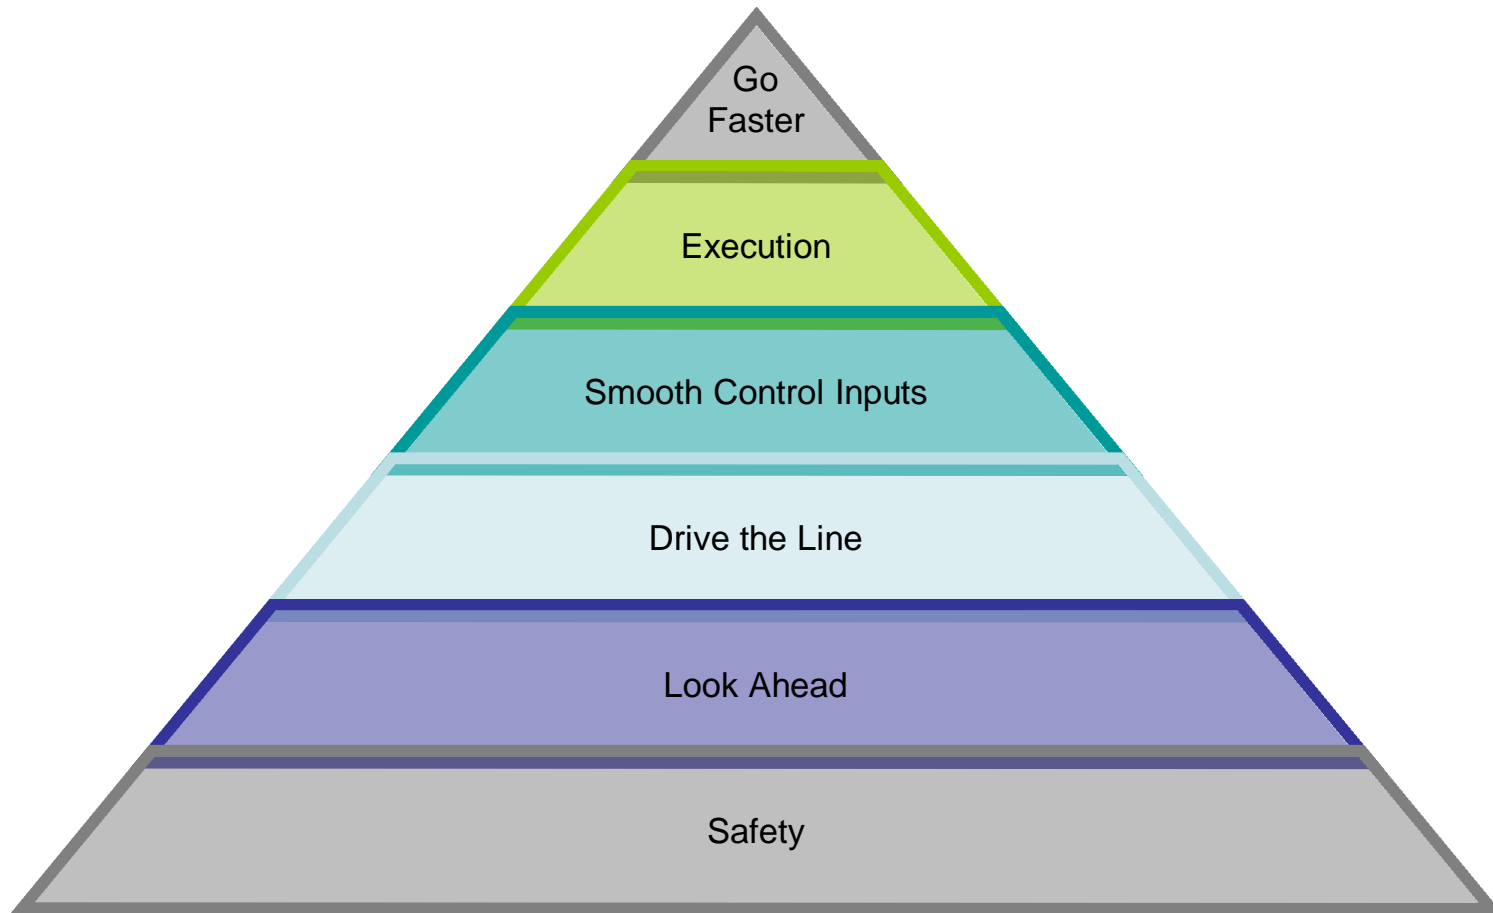 Go
Faster
Execution
Smooth Control Inputs
Drive the Line
Look Ahead
Safety